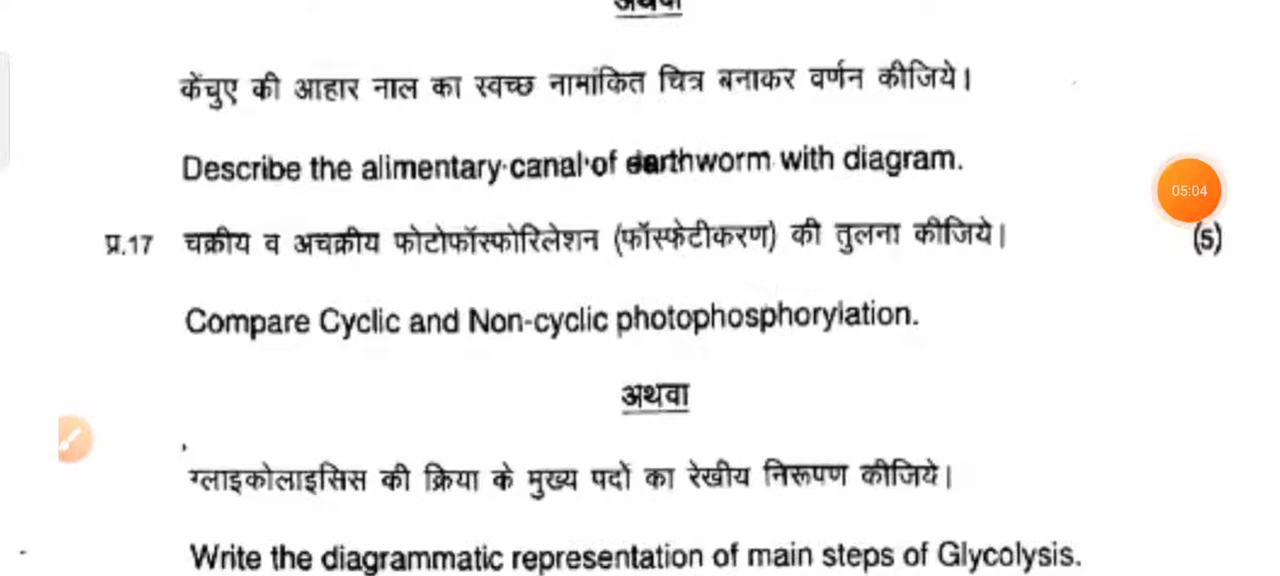 अथवा
केंचुए की आहार नाल का स्वच्छ नामांकित चित्र बनाकर वर्णन कीजिये।
Describe the alimentary canal of earthworm with diagram.
05:04
प्र.17 चक्रीय व अचक्रीय फोटोफॉस्फोरिलेशन (फॉस्फेटीकरण) की तुलना कीजिये। (5)
Compare Cyclic and Non-cyclic photophosphorylation.
अथवा
ग्लाइकोलाइसिस की क्रिया के मुख्य पदों का रेखीय निरूपण कीजिये।
Write the diagrammatic representation of main steps of Glycolysis.